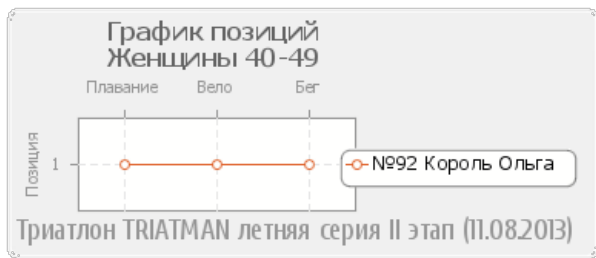 График позиций
Женщины 40-49
Плавание Вело Бег
Позиция
1
№92 Король Ольга
Триатлон TRIATMAN летняя серия II этап (11.08.2013)